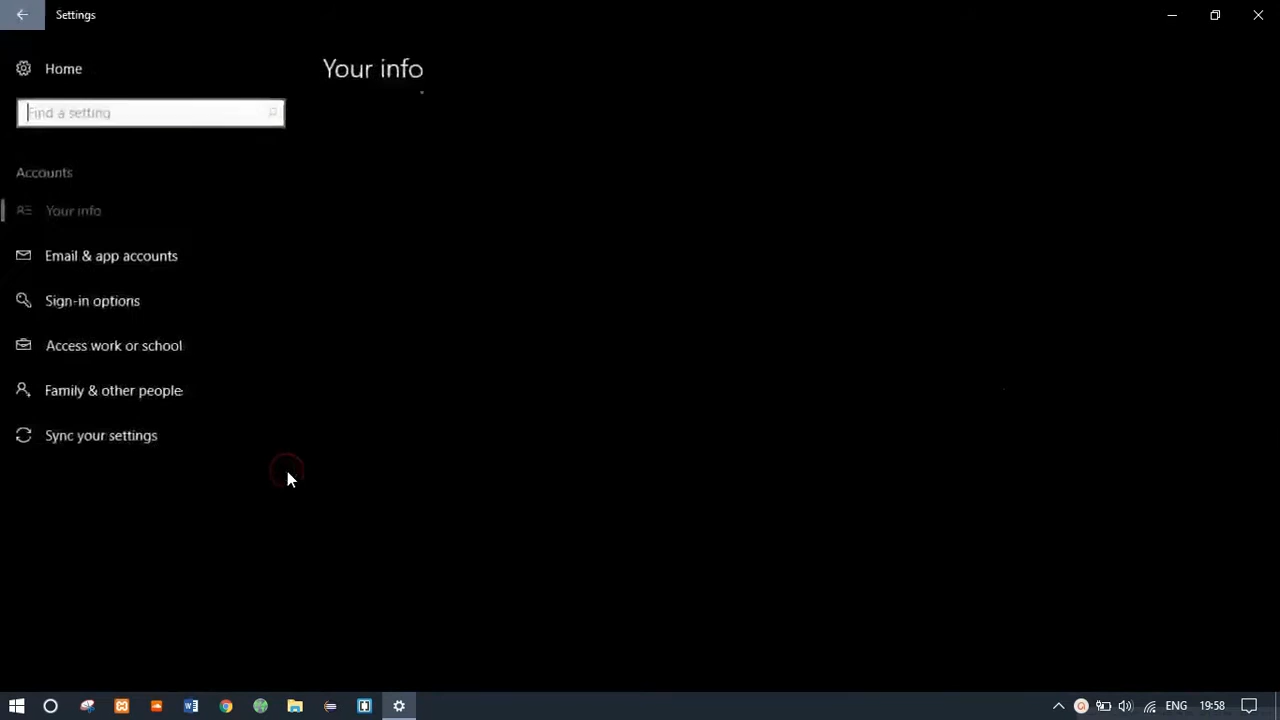 Settings
Home
Your info
Find a setting
Accounts
Your info
Email & app accounts
Sign-in options
Access work or school
Family & other people
Sync your settings
ENG
19:58